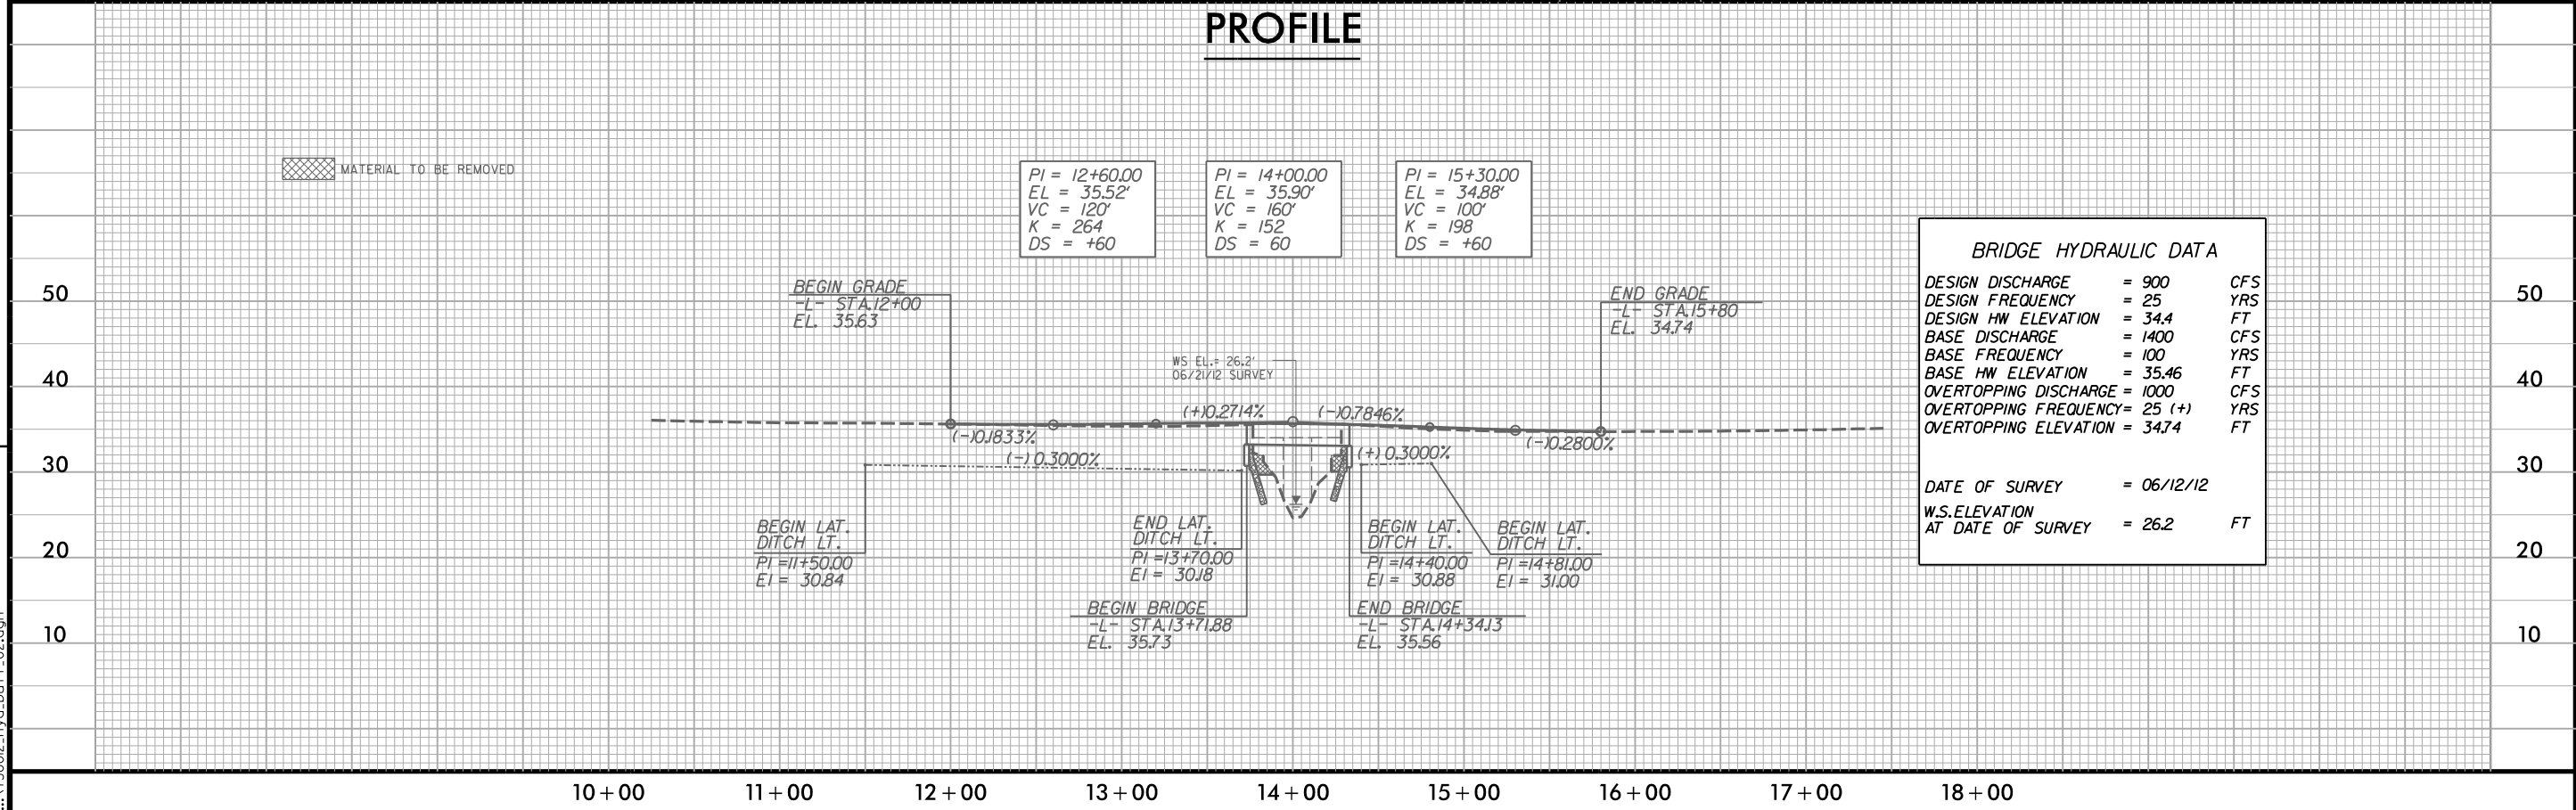 PROFILE
MATERIAL TO BE REMOVED
PI = 12+60.00
EL = 35.52'
VC = 120'
K = 264
DS = +60
PI = 14+00.00
EL = 35.90'
VC = 160'
K = 152
DS = 60
PI = 15+30.00
EL = 34.88'
VC = 100'
K = 198
DS = +60
BRIDGE HYDRAULIC DATA
DESIGN DISCHARGE = 900 CFS
DESIGN FREQUENCY = 25 YRS
DESIGN HW ELEVATION = 34.4 FT
BASE DISCHARGE = 1400 CFS
BASE FREQUENCY = 100 YRS
BASE HW ELEVATION = 35.46 FT
OVERTOPPING DISCHARGE = 1000 CFS
OVERTOPPING FREQUENCY= 25 (+) YRS
OVERTOPPING ELEVATION = 34.74 FT
DATE OF SURVEY = 06/12/12
W.S.ELEVATION
AT DATE OF SURVEY = 26.2 FT
BEGIN GRADE
-L- STA.12+00
EL. 35.63
END GRADE
-L- STA.15+80
EL. 34.74
WS EL.= 26.2'
06/21/12 SURVEY
(+)0.2714%
(-)0.7846%
(-)0.1833%
(-)0.2800%
(-) 0.3000%
(+) 0.3000%
BEGIN LAT.
DITCH LT.
PI =11+50.00
El = 30.84
END LAT.
DITCH LT.
PI =13+70.00
El = 30.18
BEGIN LAT.
DITCH LT.
PI =14+40.00
El = 30.88
BEGIN LAT.
DITCH LT.
PI =14+81.00
El = 31.00
BEGIN BRIDGE
-L- STA.13+71.88
EL. 35.73
END BRIDGE
-L- STA.14+34.13
EL. 35.56
50
40
30
20
10
50
40
30
20
10
10+00
11+00
12+00
13+00
14+00
15+00
16+00
17+00
18+00